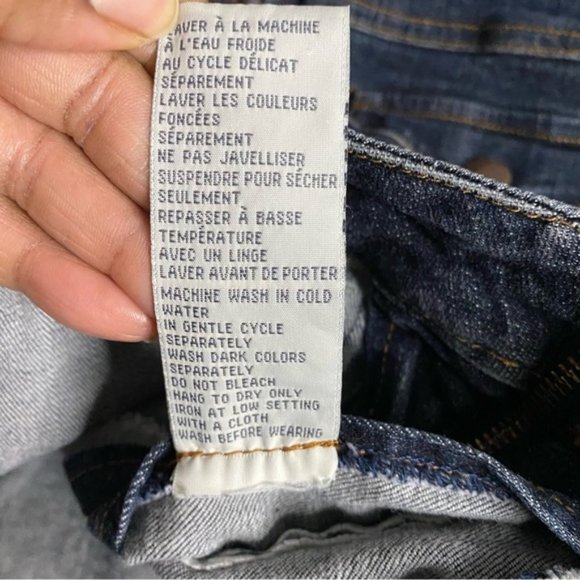 LAVER À LA MACHINE
À L'EAU FROIDE
AU CYCLE DÉLICAT
SÉPAREMENT
LAVER LES COULEURS
FONCÉES
SÉPAREMENT
NE PAS JAVELLISER
SUSPENDRE POUR SÉCHER
SEULEMENT
REPASSER À BASSE
TEMPÉRATURE
AVEC UN LINGE
LAVER AVANT DE PORTER
MACHINE WASH IN COLD
WATER
IN GENTLE CYCLE
SEPARATELY
WASH DARK COLORS
SEPARATELY
DO NOT BLEACH
HANG TO DRY ONLY
IRON AT LOW SETTING
WITH A CLOTH
WASH BEFORE WEARING